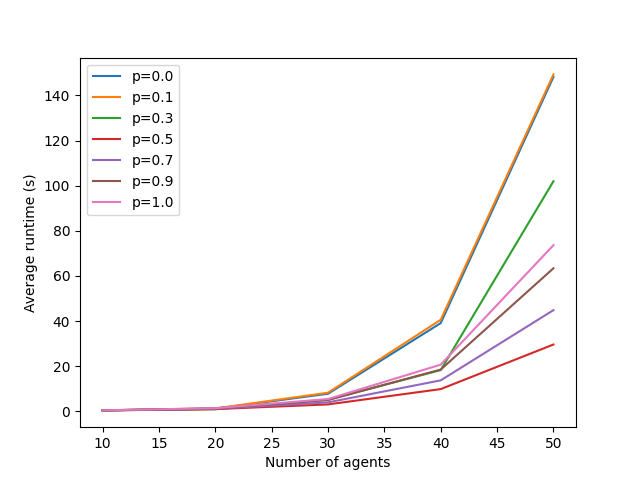 p=0.0
p=0.1
p=0.3
p=0.5
p=0.7
p=0.9
p=1.0
140
120
100
80
60
40
20
0
Average runtime (s)
10 15 20 25 30 35 40 45 50
Number of agents